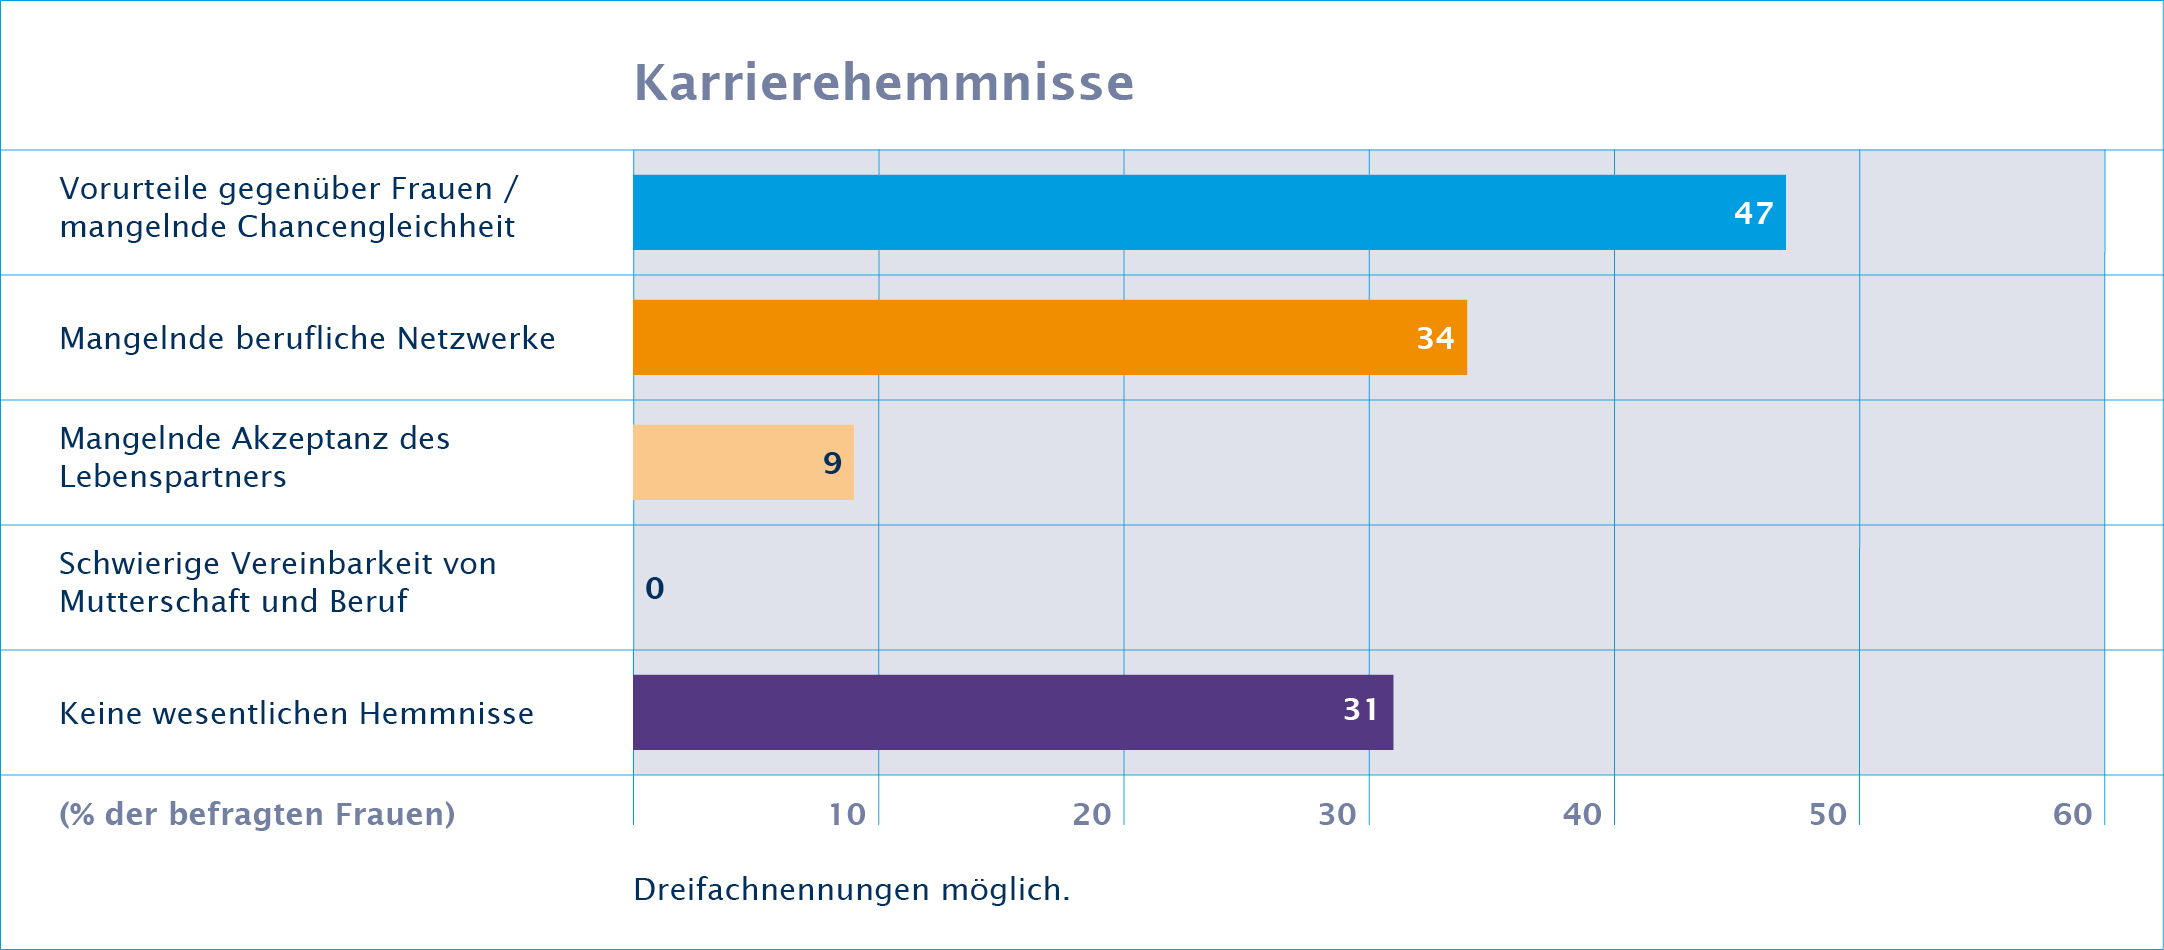 Karrierehemmnisse
Vorurteile gegenüber Frauen /
mangelnde Chancengleichheit
47
Mangelnde berufliche Netzwerke
34
Mangelnde Akzeptanz des
Lebenspartners
9
Schwierige Vereinbarkeit von
Mutterschaft und Beruf
0
Keine wesentlichen Hemmnisse
31
(% der befragten Frauen)
10
20
30
40
50
60
Dreifachnennungen möglich.